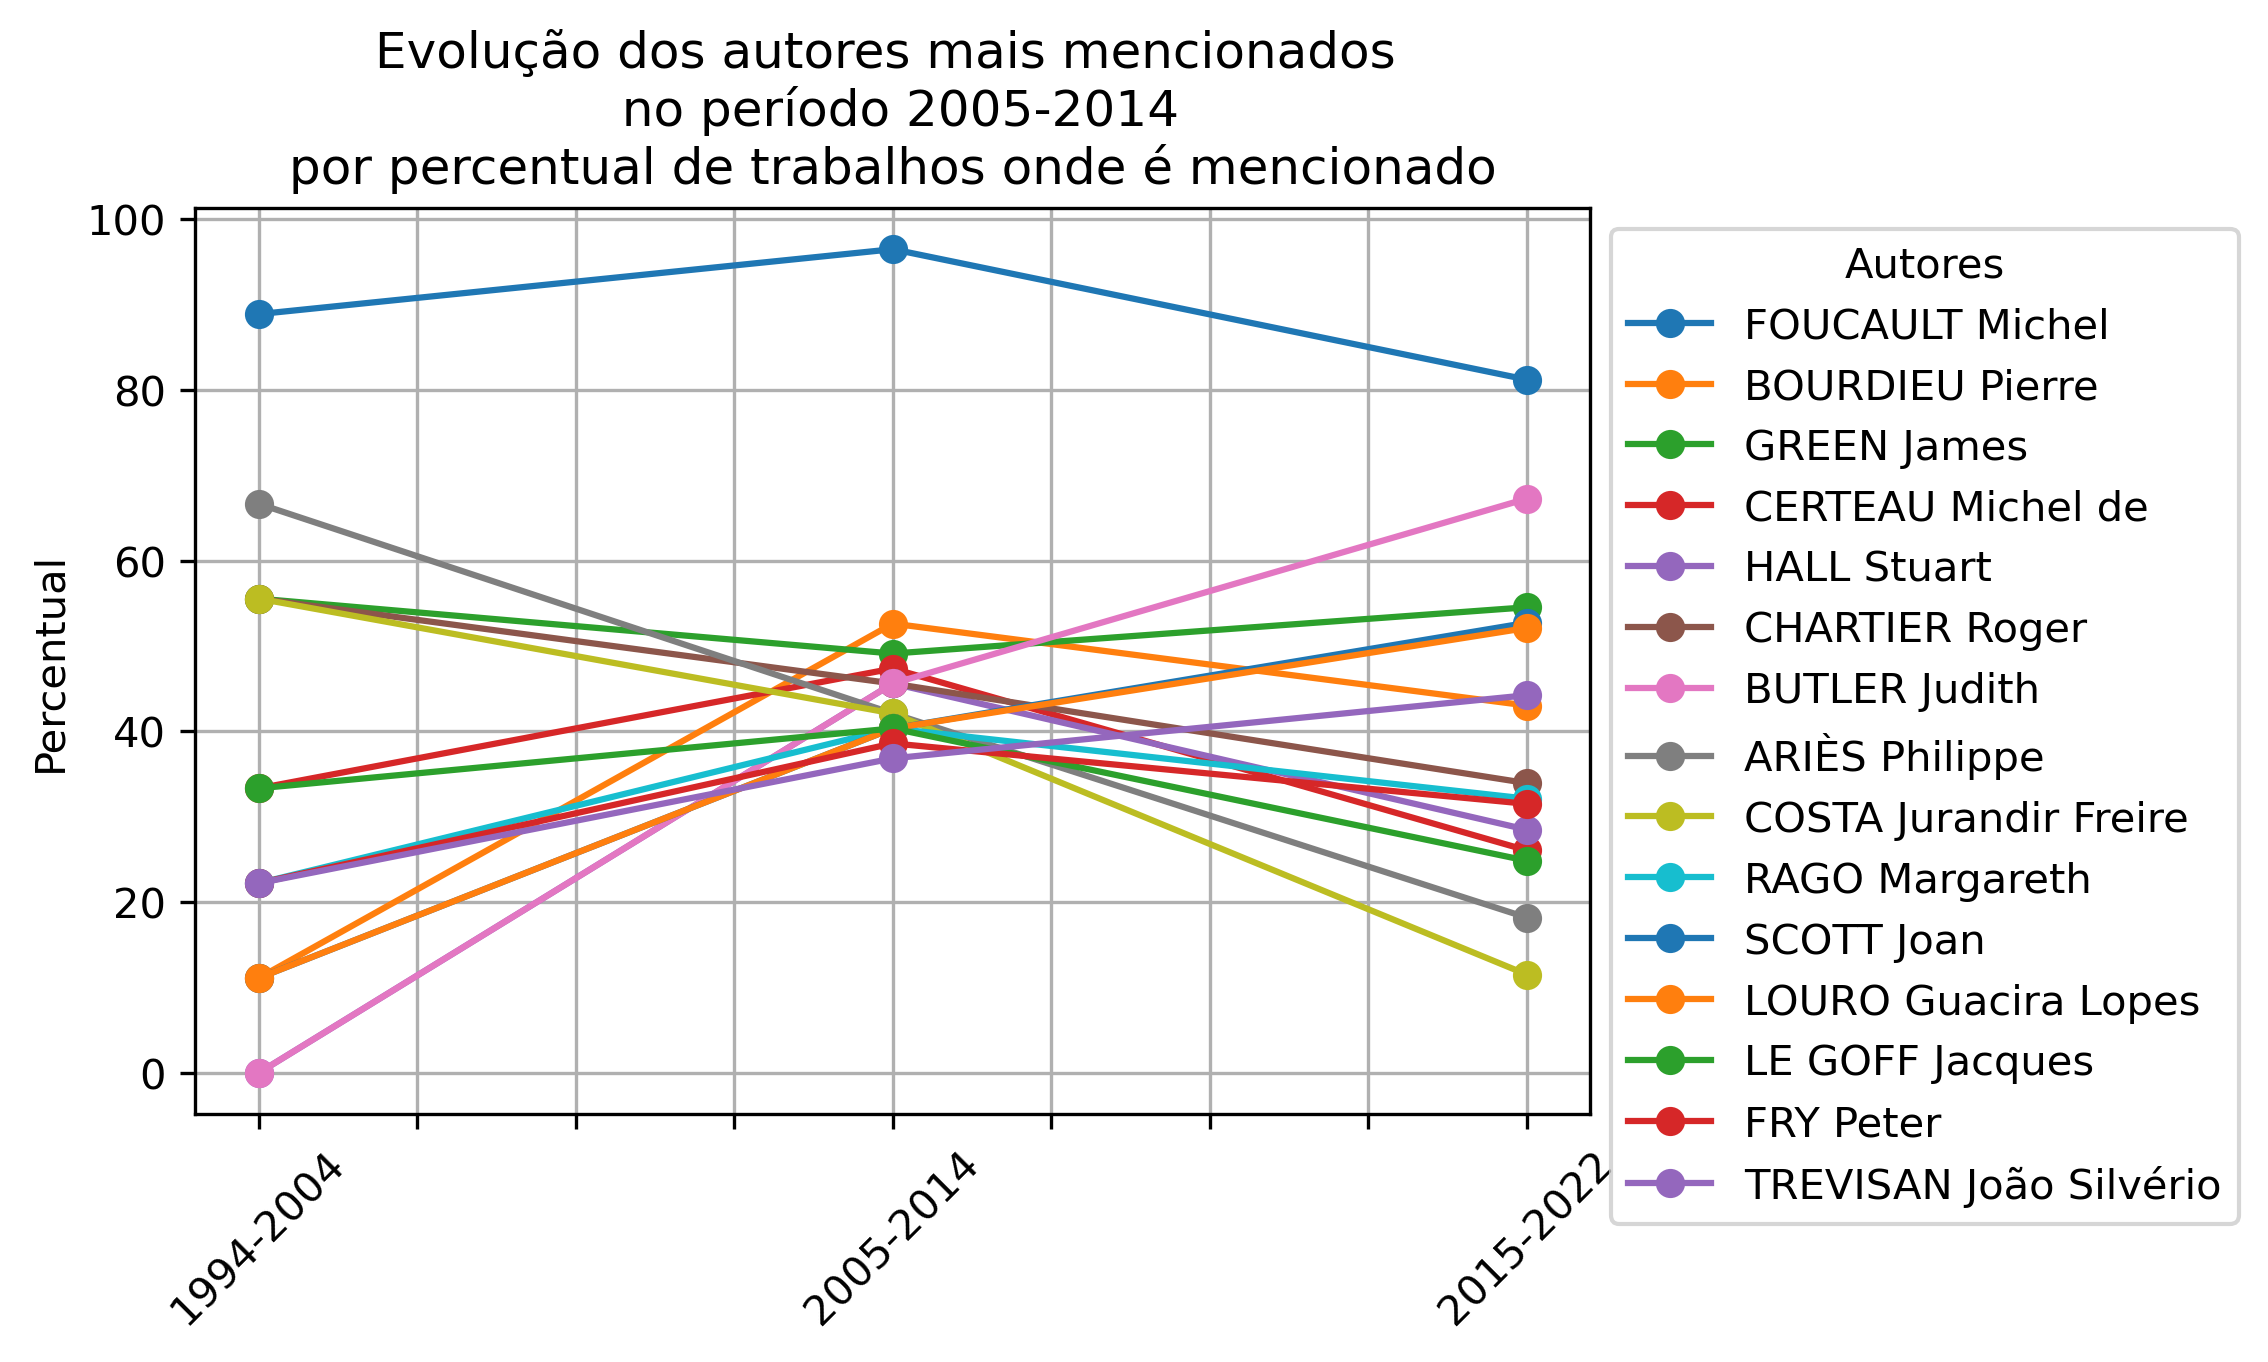 Evolução dos autores mais mencionados
no período 2005-2014
por percentual de trabalhos onde é mencionado
Percentual
100
80
60
40
20
0
1994-2004
2005-2014
2015-2022
Autores
FOUCAULT Michel
BOURDIEU Pierre
GREEN James
CERTEAU Michel de
HALL Stuart
CHARTIER Roger
BUTLER Judith
ARIÈS Philippe
COSTA Jurandir Freire
RAGO Margareth
SCOTT Joan
LOURO Guacira Lopes
LE GOFF Jacques
FRY Peter
TREVISAN João Silvério